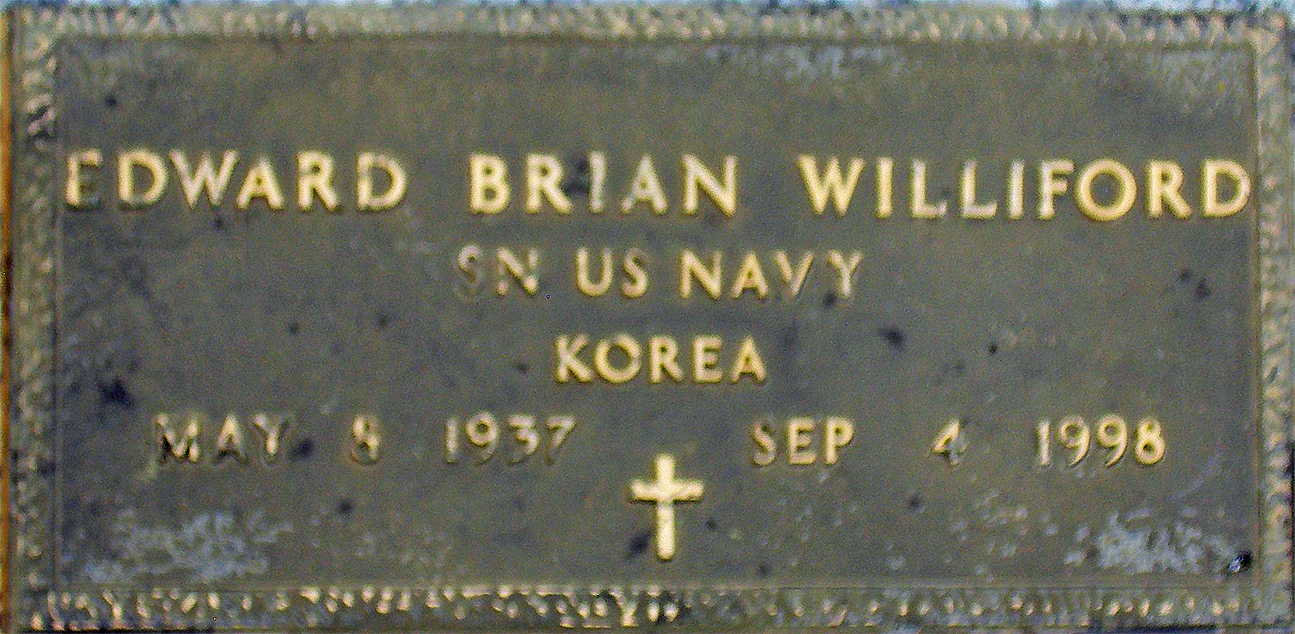 EDWARD BRIAN WILLIFORD
SN US NAVY
KOREA
MAY 8 1937 SEP 4 1998